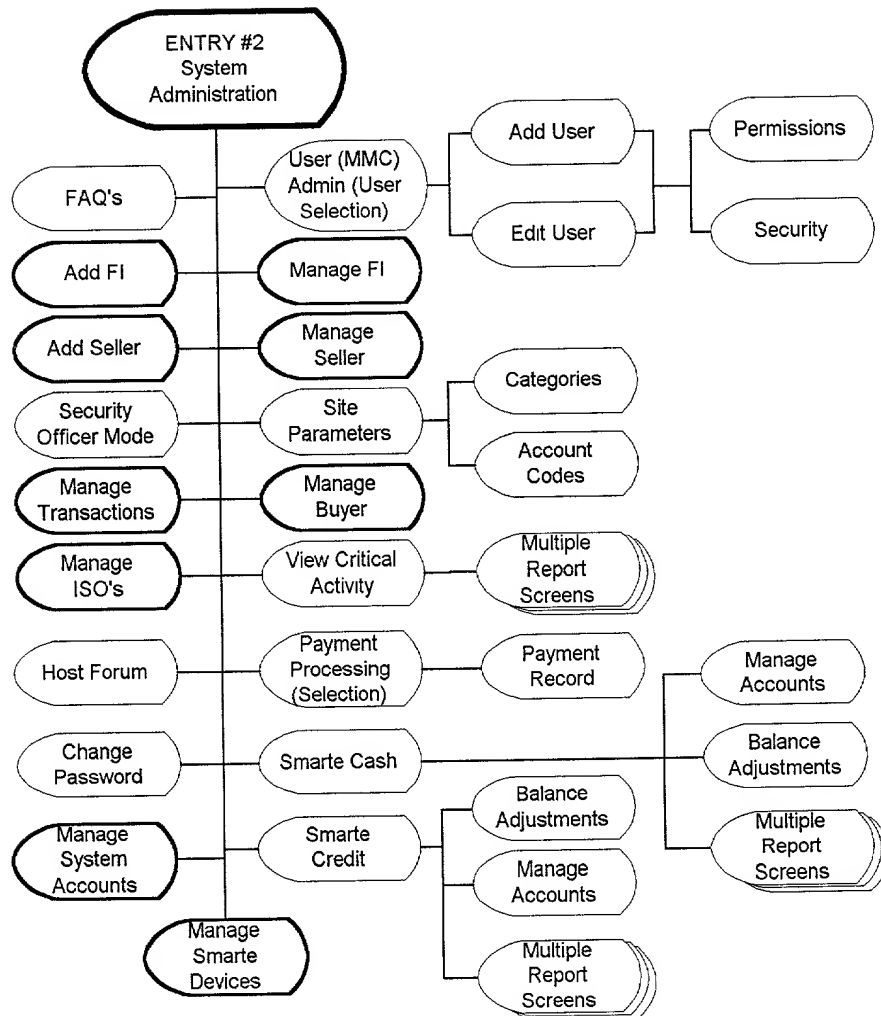 ENTRY #2
System
Administration
FAQ's
User (MMC)
Admin (User
Selection)
Add User
Edit User
Permissions
Security
Add FI
Manage FI
Add Seller
Manage
Seller
Security
Officer Mode
Site
Parameters
Categories
Account
Codes
Manage
Transactions
Manage
Buyer
Manage
ISO's
View Critical
Activity
Multiple
Report
Screens
Host Forum
Payment
Processing
(Selection)
Payment
Record
Change
Password
Smarte Cash
Manage
Accounts
Balance
Adjustments
Multiple
Report
Screens
Manage
System
Accounts
Smarte
Credit
Balance
Adjustments
Manage
Accounts
Multiple
Report
Screens
Manage
Smarte
Devices